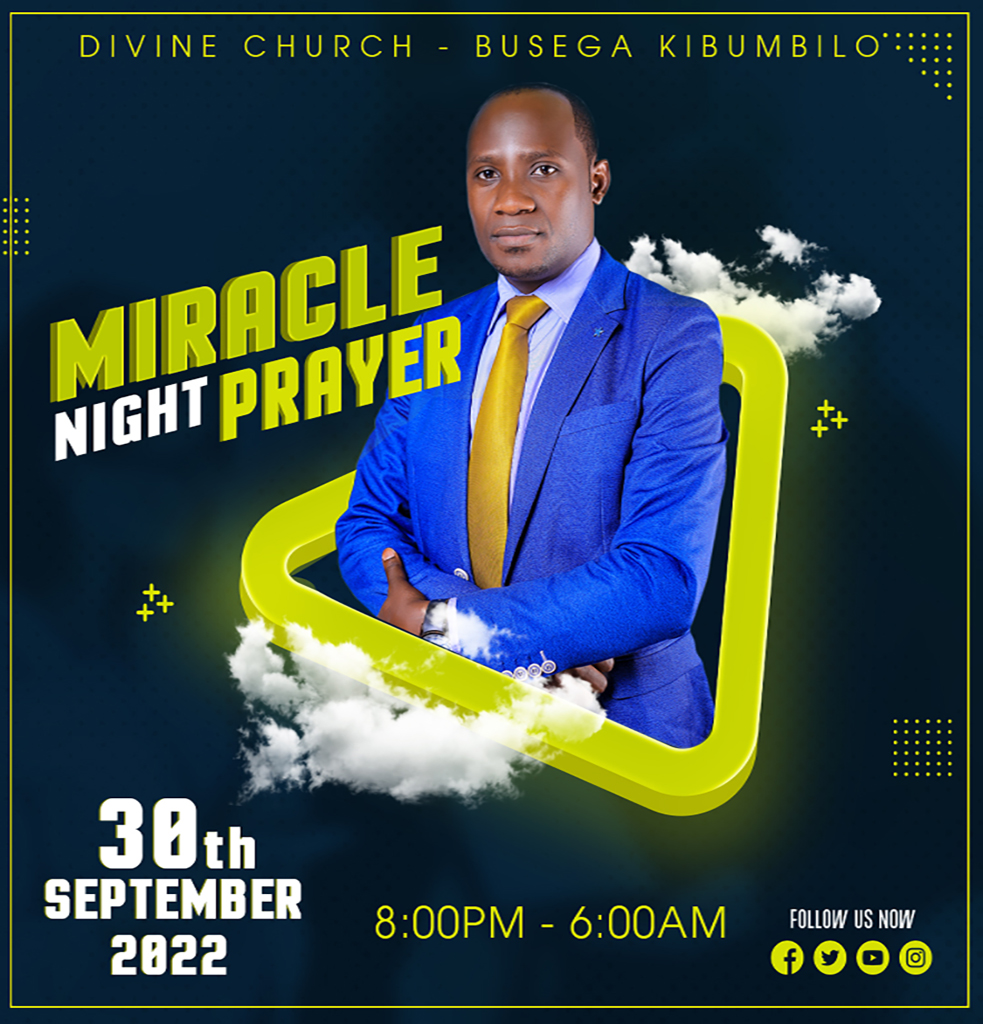 DIVINE CHURCH - BUSEGA KIBUMBILO
MIRACLE
NIGHT PRAYER
30th
SEPTEMBER
2022
8:00PM - 6:00AM
FOLLOW US NOW